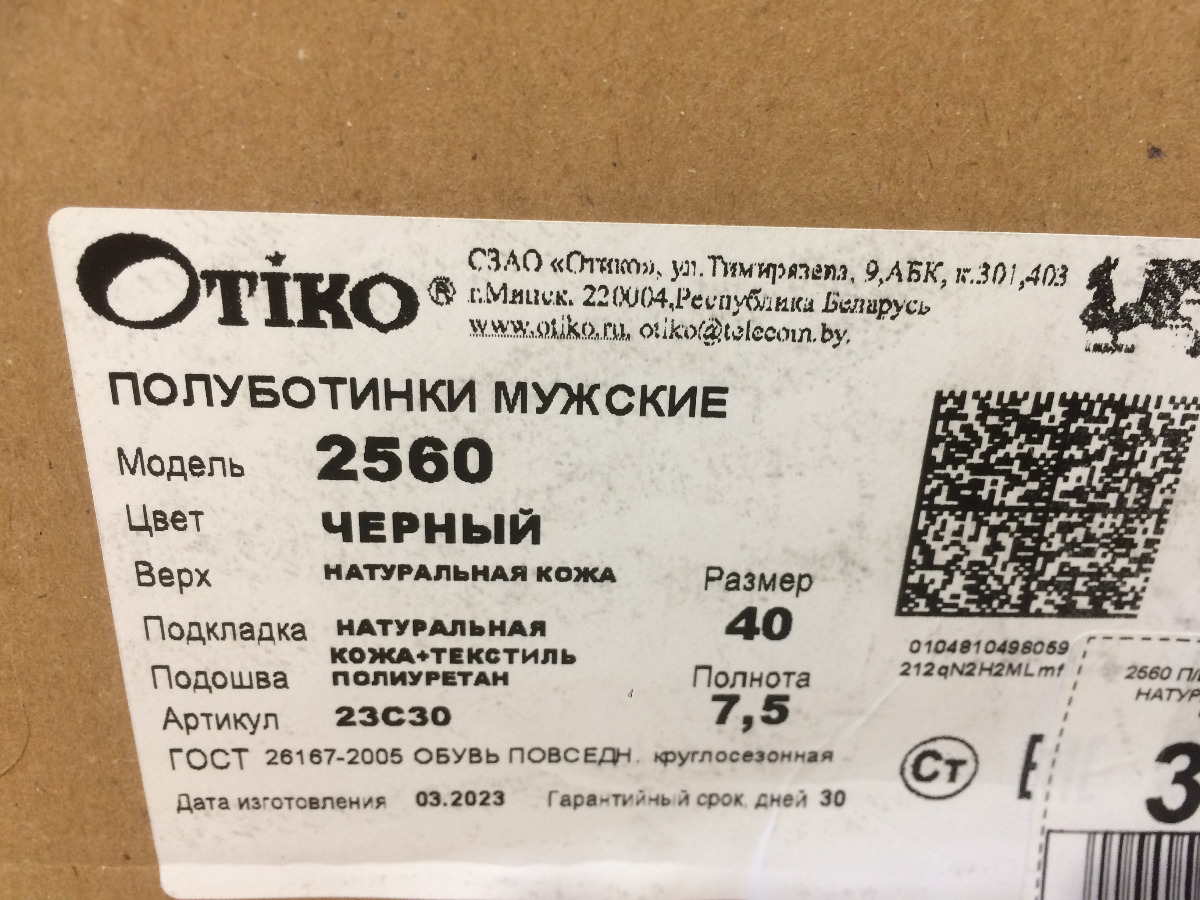 Отiко®
СЗАО «Отико», ул.Тимирязева, 9,АБК, к.301,403
г.Минск. 220004,Республика Беларусь
www.otiko.ru, otiko@telecom.by.
ПОЛУБОТИНКИ МУЖСКИЕ
Модель 2560
Цвет ЧЕРНЫЙ
Верх НАТУРАЛЬНАЯ КОЖА
Размер
40
Подкладка НАТУРАЛЬНАЯ
КОЖА+ТЕКСТИЛЬ
Подошва ПОЛИУРЕТАН
Полнота
7,5
Артикул 23С30
ГОСТ 26167-2005 ОБУВЬ ПОВСЕДН. круглосезонная
Дата изготовления 03.2023 Гарантийный срок, дней 30
0104810498059
212qN2H2MLmf
Ст
2560 П/
НАТУР
3